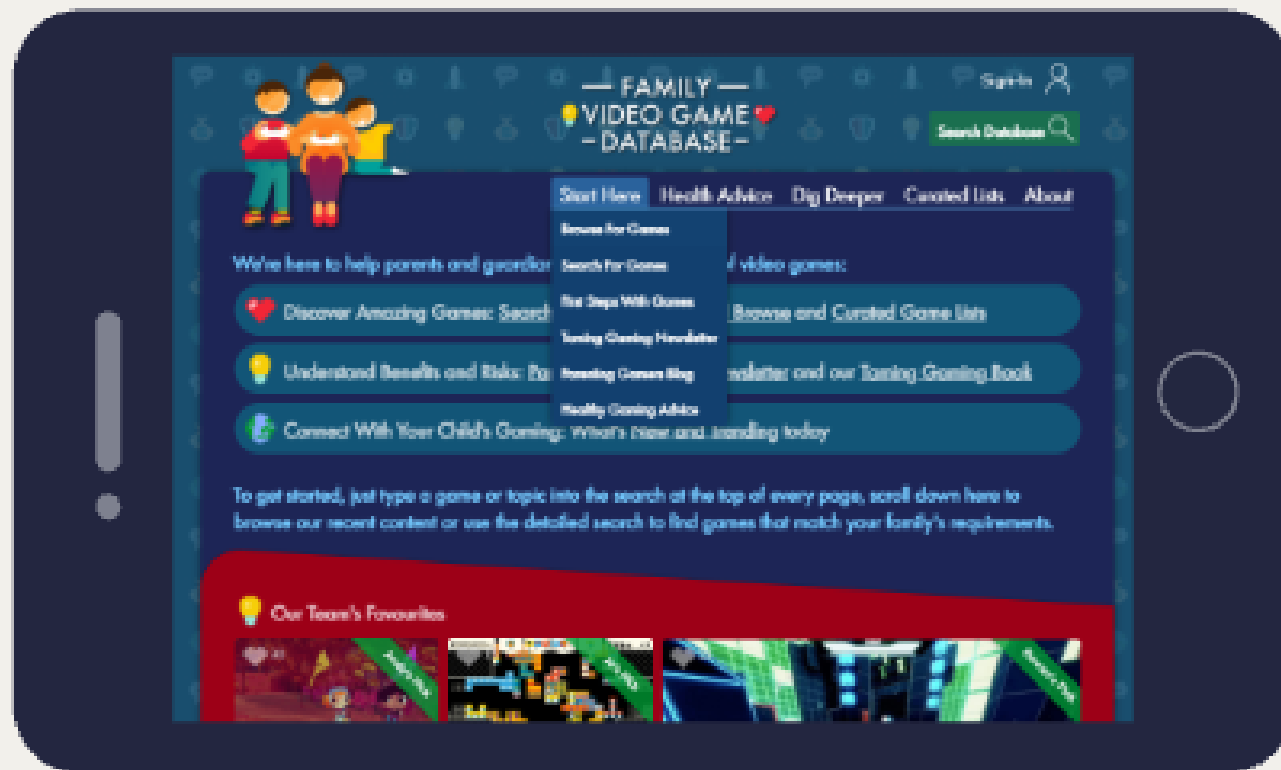 FAMILY
VIDEO GAME
DATABASE
Sign-In
Search Database
Start Here Health Advice Dig Deeper Curated Lists About
Browse For Games
Search For Games
First Steps With Games
Taming Gaming Newsletter
Parenting Games Blog
Healthy Gaming Advice
We're here to help parents and guardian f video games:
Discover Amazing Games: Search Browse and Curated Game Lists
Understand Benefits and Risks: and our Taming Gaming Book
Connect With Your Child's Gaming: What's New and Trending today
To get started, just type a game or topic into the search at the top of every page, scroll down here to
browse our recent content or use the detailed search to find games that match your family's requirements.
Our Team's Favourites